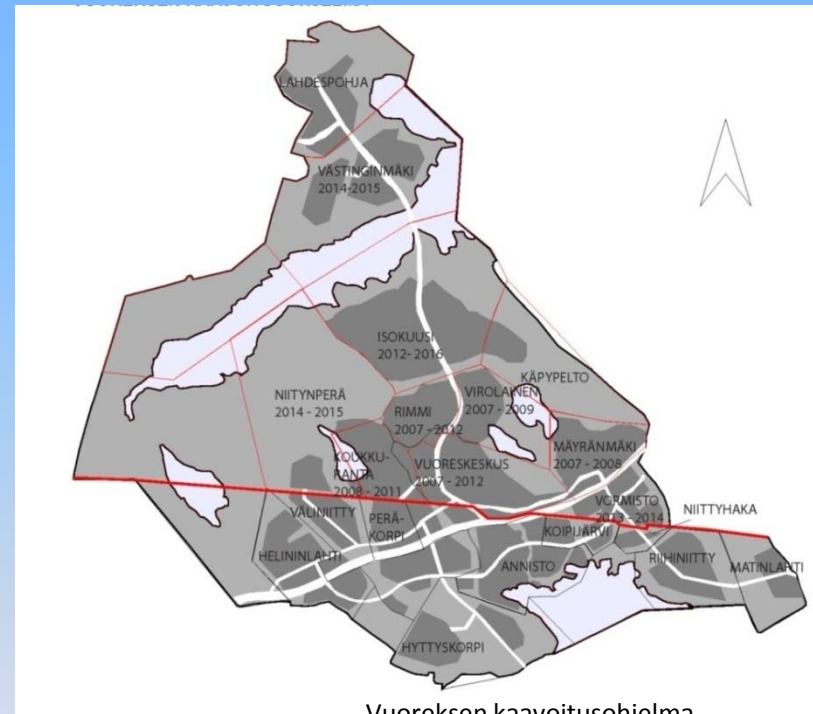 LAHDESPOHJA
VÄSTINGINMÄKI
2014-2015
ISOKUUSI
2012- 2016
KÄPYPELTO
NIITYNPERÄ
2014 - 2015
VIROLAINEN
2007 - 2009
RIMMI
2007 - 2012
MÄYRÄNMÄKI
2007 - 2008
KOUKKU-
RANTA
2008 - 2011
VUORESKESKUS
2007 - 2012
VORMISTO
2013 - 2014
NIITTYHAKA
VÄLINIITTY
PERÄ-
KORPI
KOIPIJÄRVI
HELININLAHTI
ANNISTO
RIIHINIITTY
MATINLAHTI
HYTTYSKORPI
Vuoreksen kaavoitusohjelma